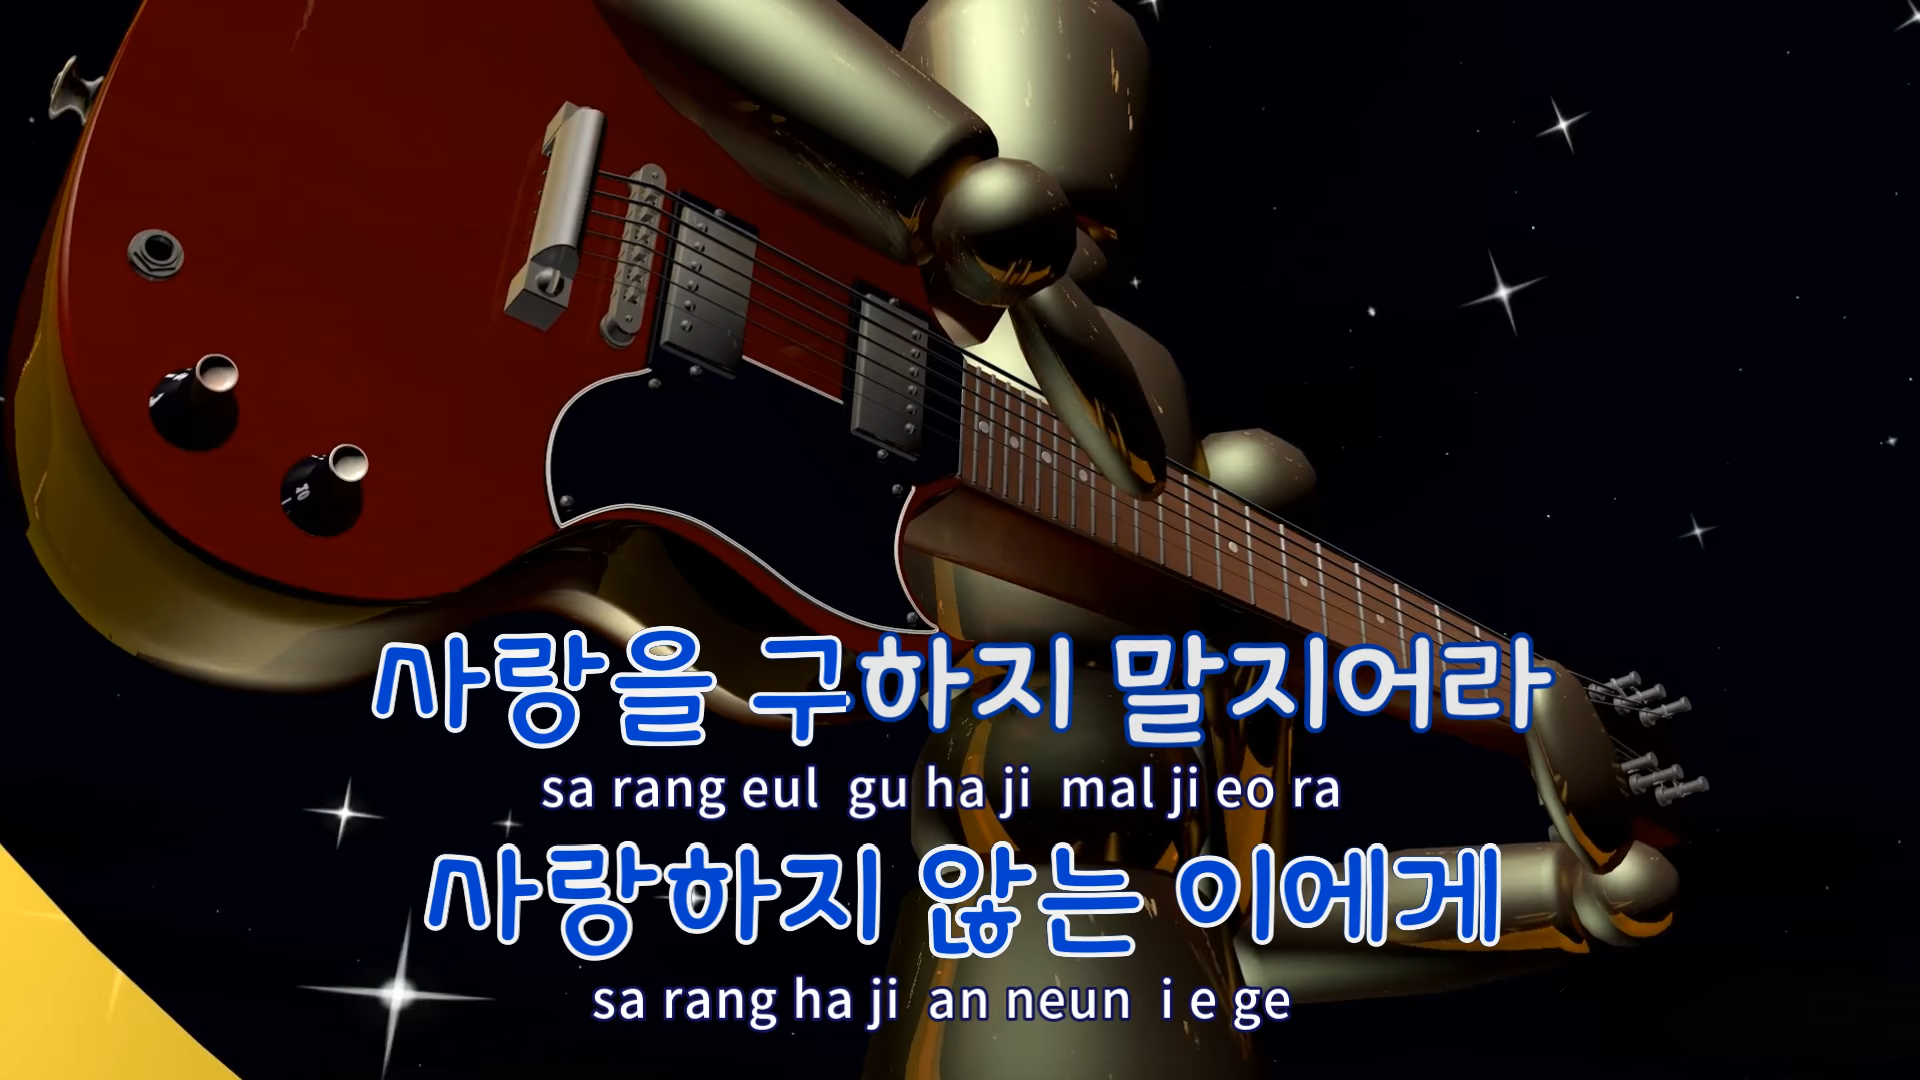 사랑을 구하지 말지어라
sa rang eul gu ha ji mal ji eo ra
사랑하지 않는 이에게
sa rang ha ji an neun i e ge
10